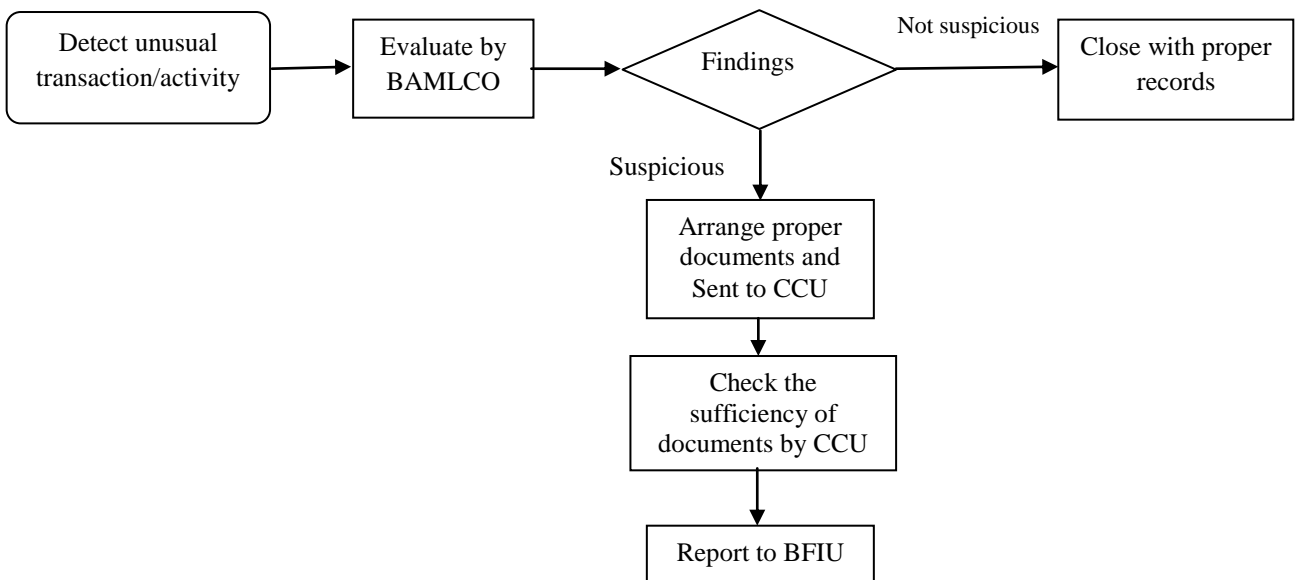 Detect unusual
transaction/activity
Evaluate by
BAMLCO
Findings
Not suspicious
Close with proper
records
Suspicious
Arrange proper
documents and
Sent to CCU
Check the
sufficiency of
documents by CCU
Report to BFIU